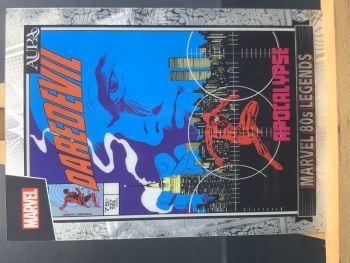 AURA
DAREDEVIL
APOCALYPSE
MARVEL
MARVEL 80s LEGENDS